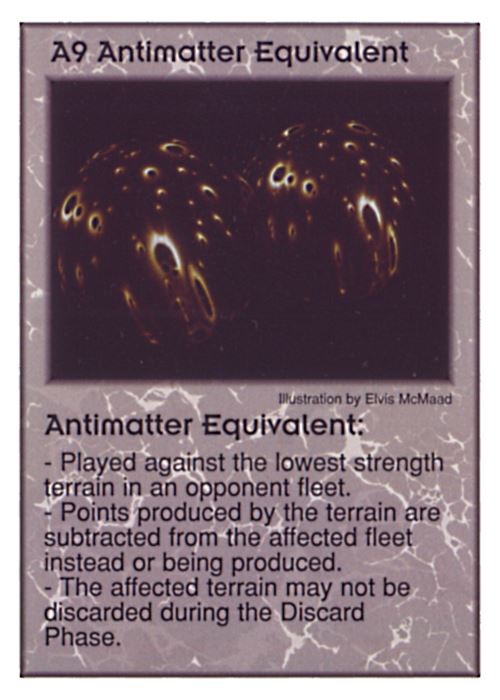 A9 Antimatter Equivalent
Illustration by Elvis McMaad
Antimatter Equivalent:
- Played against the lowest strength
terrain in an opponent fleet.
- Points produced by the terrain are
subtracted from the affected fleet
instead or being produced.
- The affected terrain may not be
discarded during the Discard
Phase.